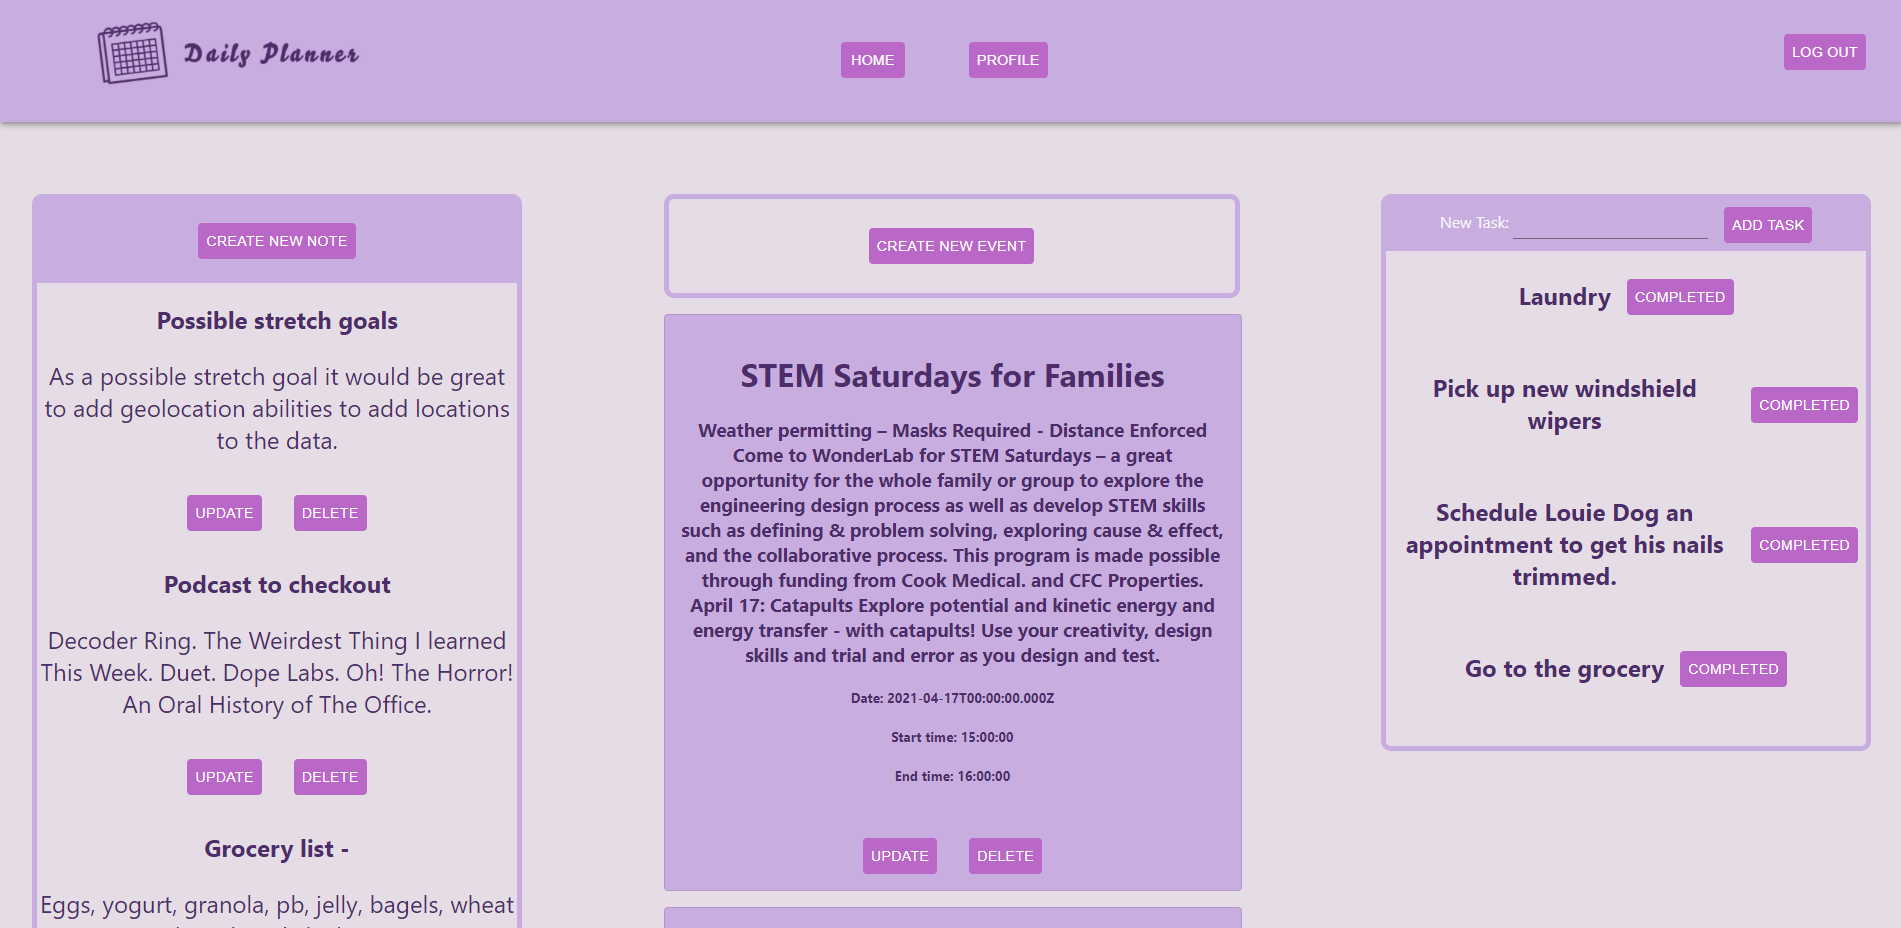 Daily Planner
HOME
PROFILE
LOG OUT
CREATE NEW NOTE
Possible stretch goals
As a possible stretch goal it would be great
to add geolocation abilities to add locations
to the data.
UPDATE
DELETE
Podcast to checkout
Decoder Ring. The Weirdest Thing I learned
This Week. Duet. Dope Labs. Oh! The Horror!
An Oral History of The Office.
UPDATE
DELETE
Grocery list -
Eggs, yogurt, granola, pb, jelly, bagels, wheat
CREATE NEW EVENT
STEM Saturdays for Families
Weather permitting – Masks Required - Distance Enforced
Come to WonderLab for STEM Saturdays – a great
opportunity for the whole family or group to explore the
engineering design process as well as develop STEM skills
such as defining & problem solving, exploring cause & effect,
and the collaborative process. This program is made possible
through funding from Cook Medical. and CFC Properties.
April 17: Catapults Explore potential and kinetic energy and
energy transfer - with catapults! Use your creativity, design
skills and trial and error as you design and test.
Date: 2021-04-17T00:00:00.000Z
Start time: 15:00:00
End time: 16:00:00
UPDATE
DELETE
New Task:
ADD TASK
Laundry
COMPLETED
Pick up new windshield
wipers
COMPLETED
Schedule Louie Dog an
appointment to get his nails
trimmed.
COMPLETED
Go to the grocery
COMPLETED